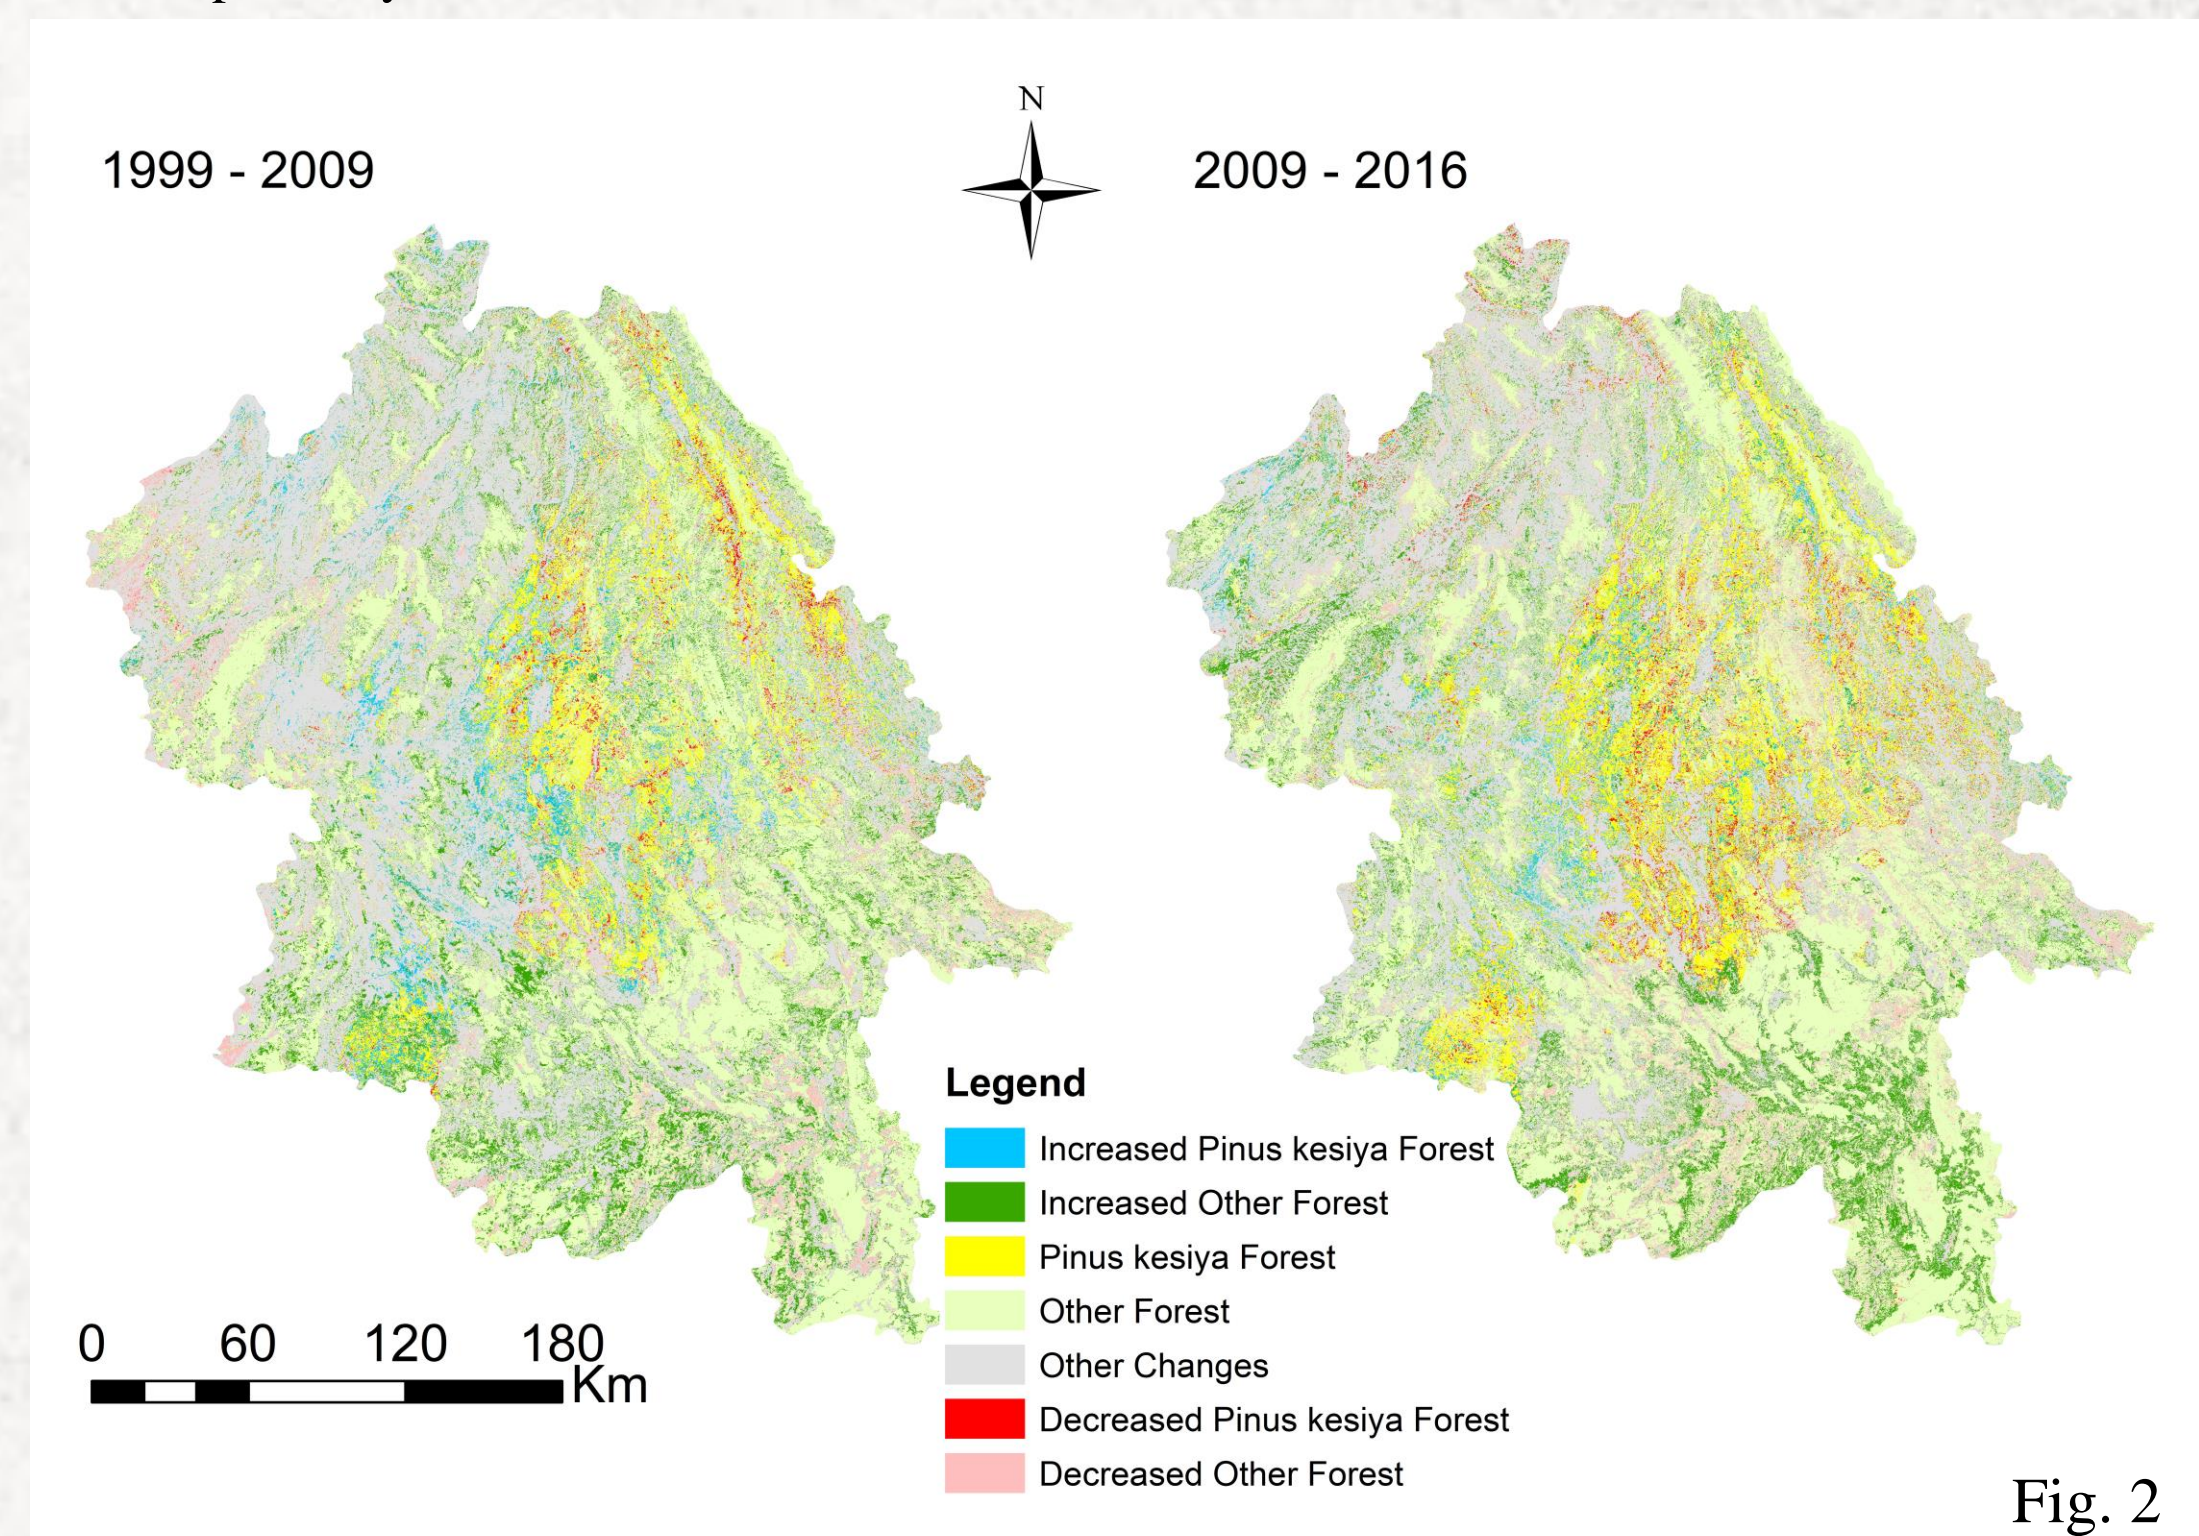 N
1999 - 2009
2009 - 2016
Legend
Increased Pinus kesiya Forest
Increased Other Forest
Pinus kesiya Forest
Other Forest
Other Changes
Decreased Pinus kesiya Forest
Decreased Other Forest
0 60 120 180
Km
Fig. 2